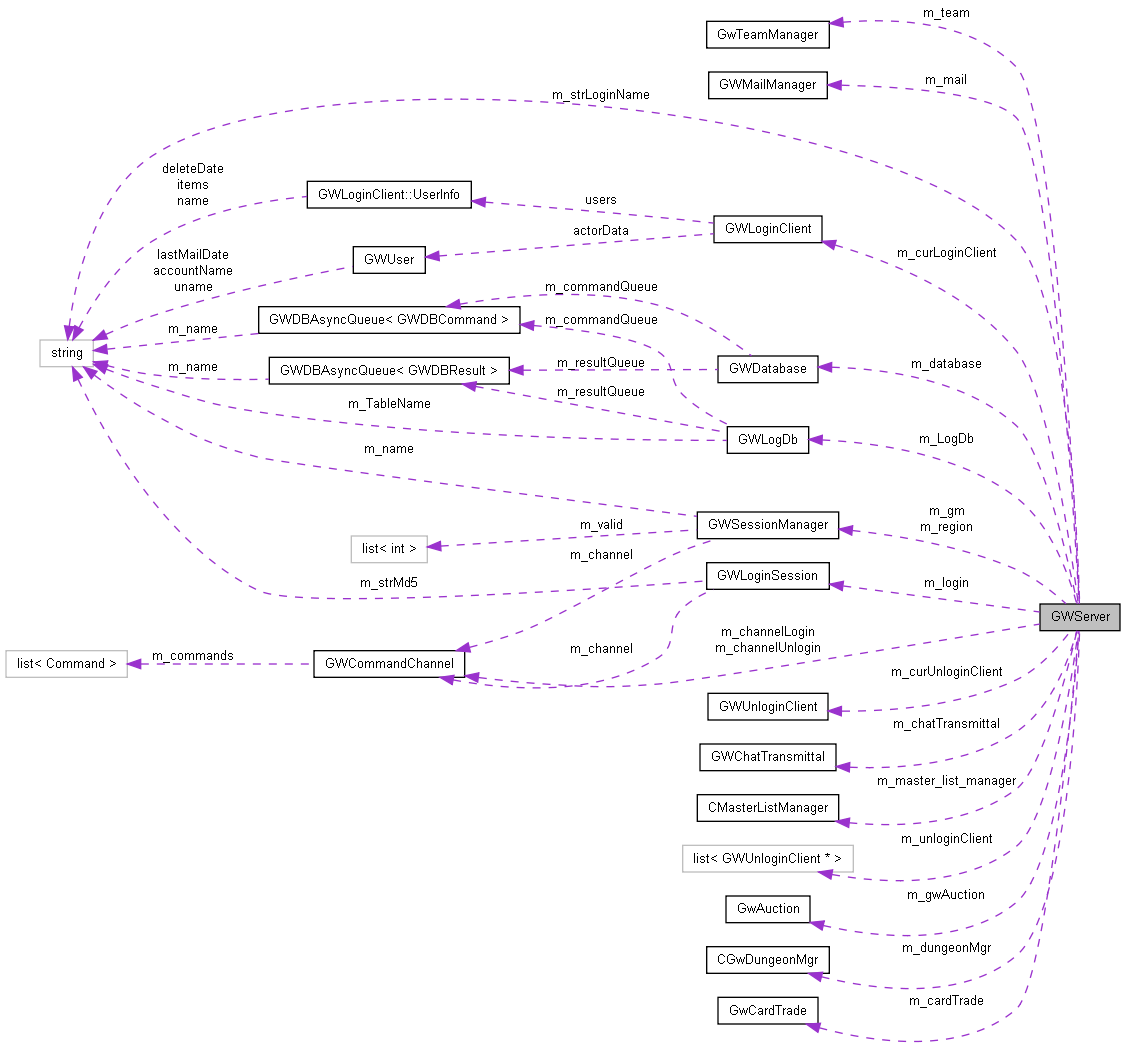 m_team
GwTeamManager
m_mail
GWMailManager
m_strLoginName
deleteDate
items
name
GWLoginClient::UserInfo
users
GWLoginClient
actorData
m_curLoginClient
lastMailDate
accountName
uname
GWUser
m_commandQueue
GWDBAsyncQueue< GWDBCommand >
m_commandQueue
m_name
string
m_name
GWDBAsyncQueue< GWDBResult >
m_resultQueue
GWDatabase
m_database
m_resultQueue
m_TableName
GWLogDb
m_LogDb
m_name
m_gm
m_region
GWSessionManager
m_valid
list< int >
m_channel
m_strMd5
GWLoginSession
m_login
GWServer
m_channelLogin
m_channelUnlogin
m_channel
list< Command >
m_commands
GWCommandChannel
m_curUnloginClient
GWUnloginClient
m_chatTransmittal
GWChatTransmittal
m_master_list_manager
CMasterListManager
m_unloginClient
list< GWUnloginClient * >
m_gwAuction
GwAuction
m_dungeonMgr
CGwDungeonMgr
m_cardTrade
GwCardTrade